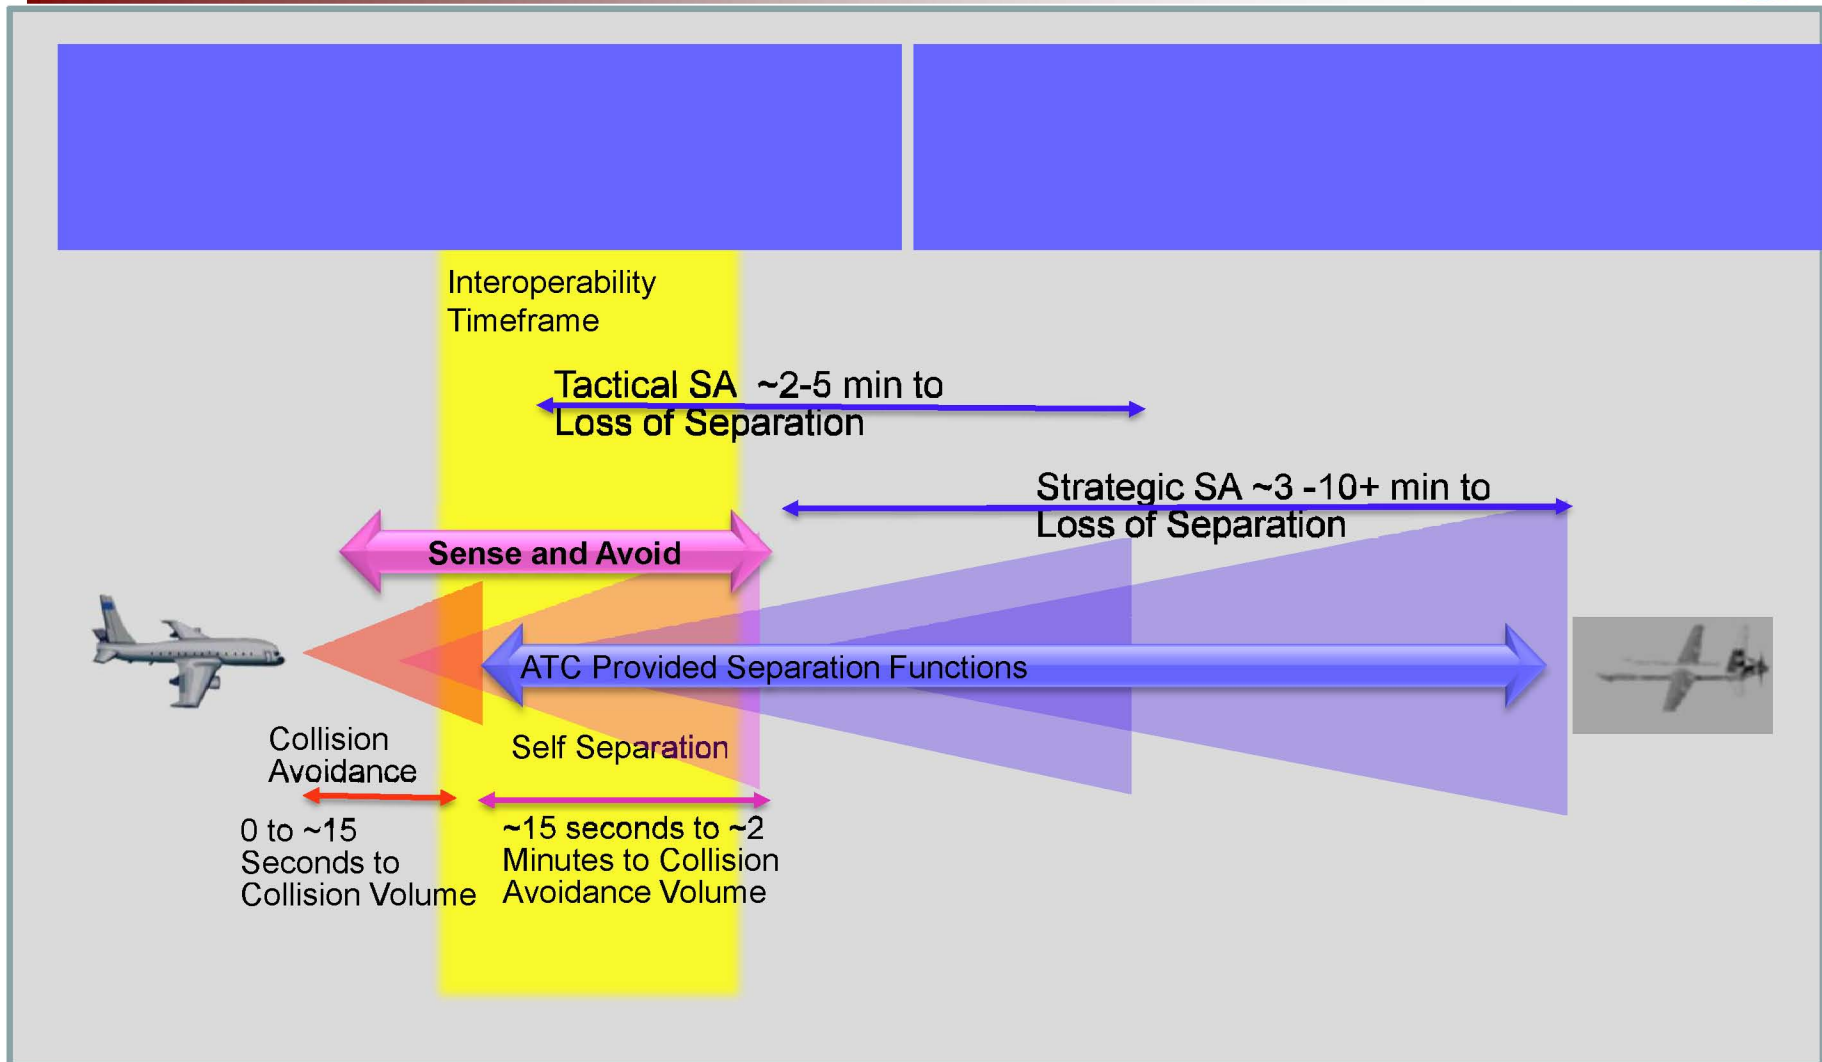 Interoperability
Timeframe
Tactical SA ~2-5 min to
Loss of Separation
Strategic SA ~3 -10+ min to
Loss of Separation
Sense and Avoid
ATC Provided Separation Functions
Collision
Avoidance
Self Separation
0 to ~15
Seconds to
Collision Volume
~15 seconds to ~2
Minutes to Collision
Avoidance Volume